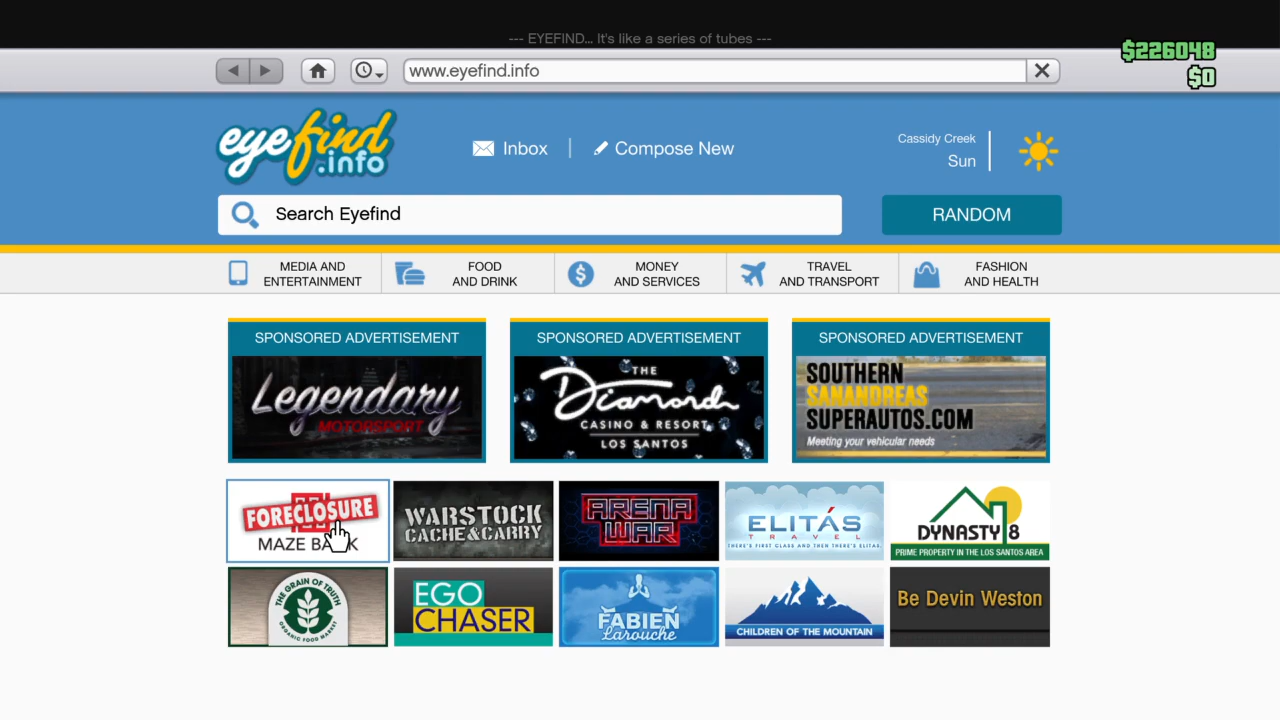 --- EYEFIND... It's like a series of tubes ---
$226048
$0
www.eyefind.info
eyefind
.info
Inbox
Compose New
Cassidy Creek
Sun
Search Eyefind
RANDOM
MEDIA AND
ENTERTAINMENT
FOOD
AND DRINK
MONEY
AND SERVICES
TRAVEL
AND TRANSPORT
FASHION
AND HEALTH
SPONSORED ADVERTISEMENT
Legendary
MOTORSPORT
SPONSORED ADVERTISEMENT
THE
Diamond
CASINO & RESORT
LOS SANTOS
SPONSORED ADVERTISEMENT
SOUTHERN
SANANDREAS
SUPERAUTOS.COM
Meeting your vehicular needs
FORECLOSURE
MAZE BANK
WARSTOCK
CACHE&CARRY
ARENA
WAR
ELITÁS
TRAVEL
THERE'S FIRST CLASS AND THEN THERE'S ELITAS.
DYNASTY 8
PRIME PROPERTY IN THE LOS SANTOS AREA
THE GRAIN OF TRUTH
ORGANIC FOOD MARKET
EGO
CHASER
FABIEN
Larouche
CHILDREN OF THE MOUNTAIN
Be Devin Weston